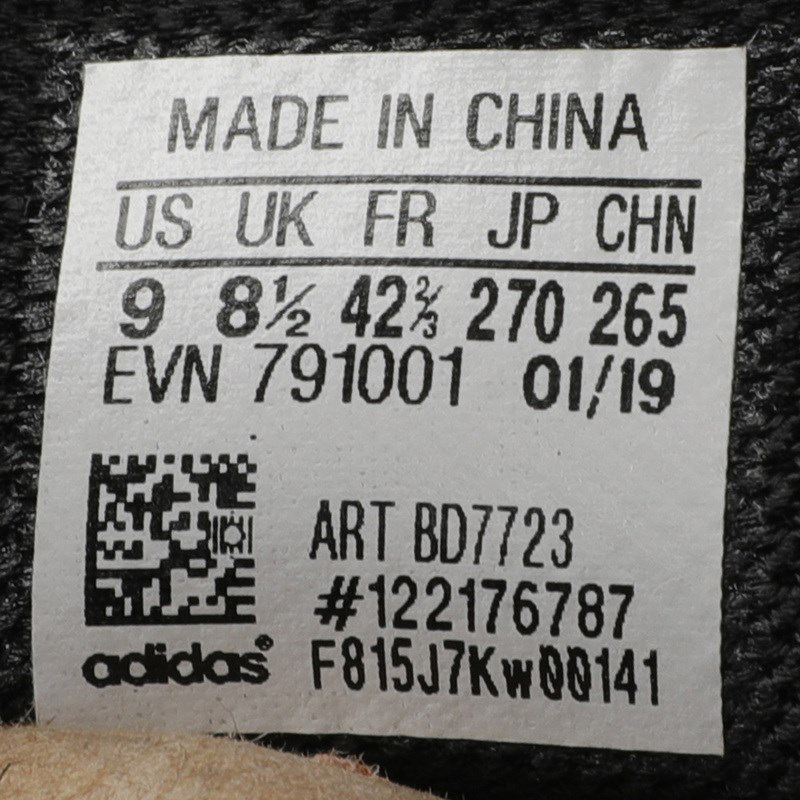 MADE IN CHINA
US UK FR JP CHN
9 8½ 42⅔ 270 265
EVN 791001 01/19
ART BD7723
#122176787
adidas®
F815J7Kw00141